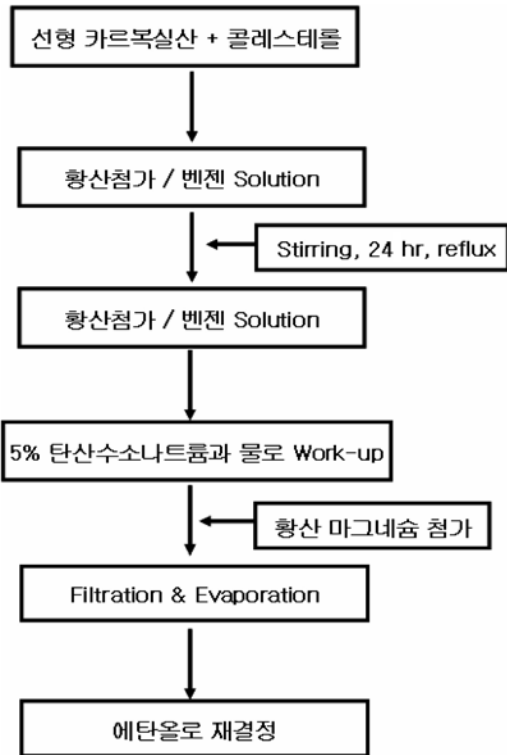 선형 카르복실산 + 콜레스테롤
황산첨가 / 벤젠 Solution
Stirring, 24 hr, reflux
황산첨가 / 벤젠 Solution
5% 탄산수소나트륨과 물로 Work-up
황산 마그네슘 첨가
Filtration & Evaporation
에탄올로 재결정